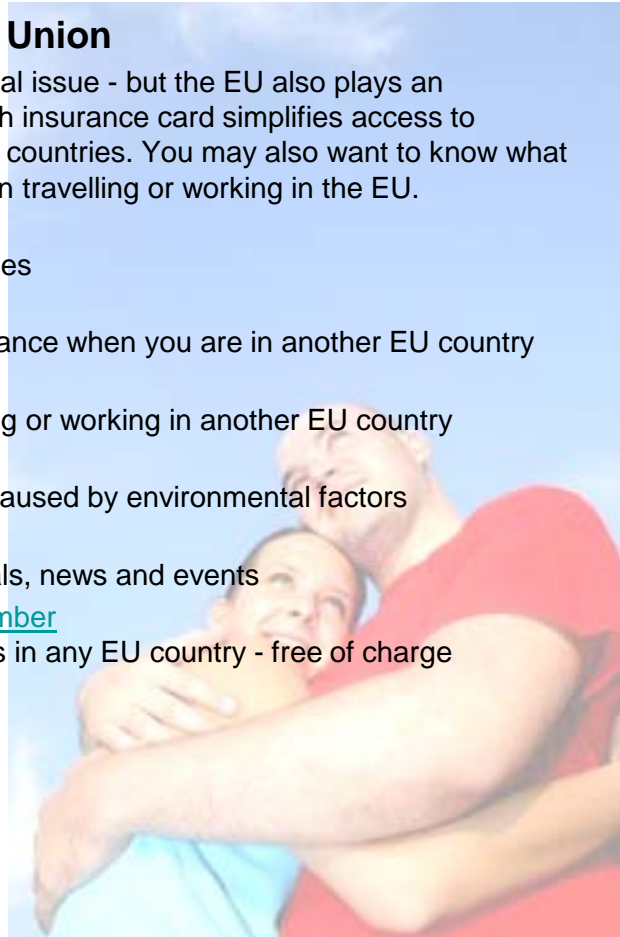 Union
al issue - but the EU also plays an
h insurance card simplifies access to
countries. You may also want to know what
n travelling or working in the EU.
es
ance when you are in another EU country
g or working in another EU country
aused by environmental factors
ls, news and events
mber
s in any EU country - free of charge